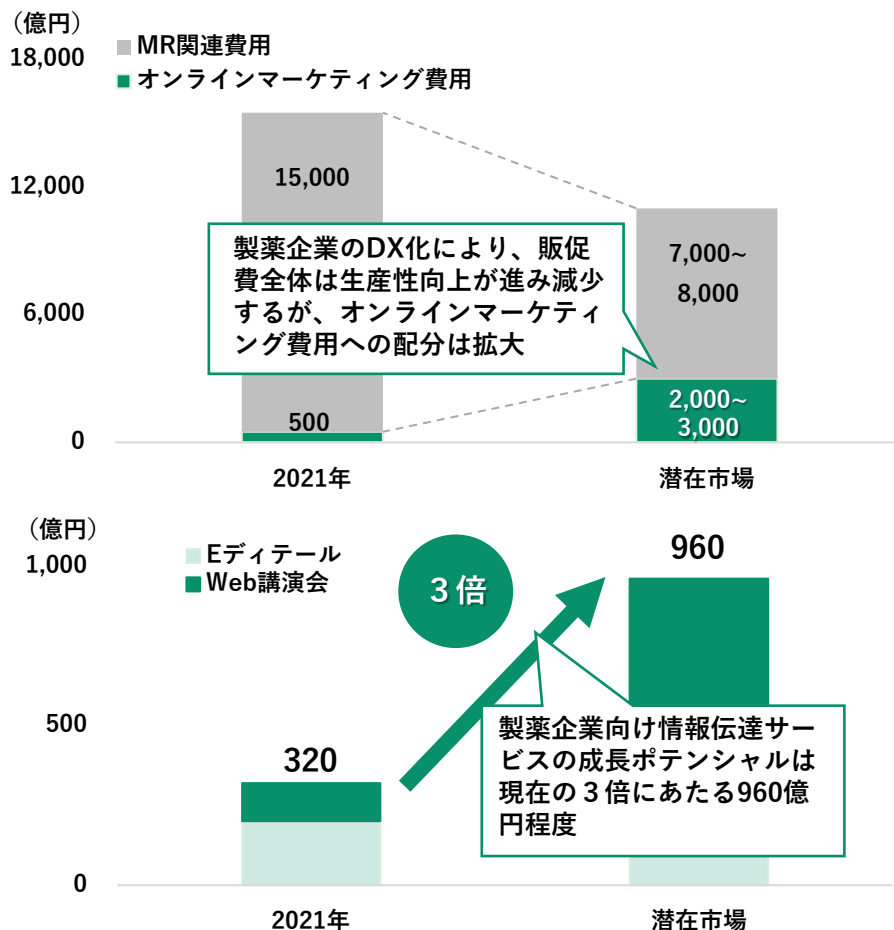 （億円）
18,000
MR関連費用
オンラインマーケティング費用
12,000
15,000
製薬企業のDX化により、販促
費全体は生産性向上が進み減少
するが、オンラインマーケティ
ング費用への配分は拡大
7,000~
8,000
6,000
2,000~
3,000
500
0
2021年
潜在市場
（億円）
1,000
Eディテール
Web講演会
３倍
960
500
320
製薬企業向け情報伝達サー
ビスの成長ポテンシャルは
現在の３倍にあたる960億
円程度
0
2021年
潜在市場